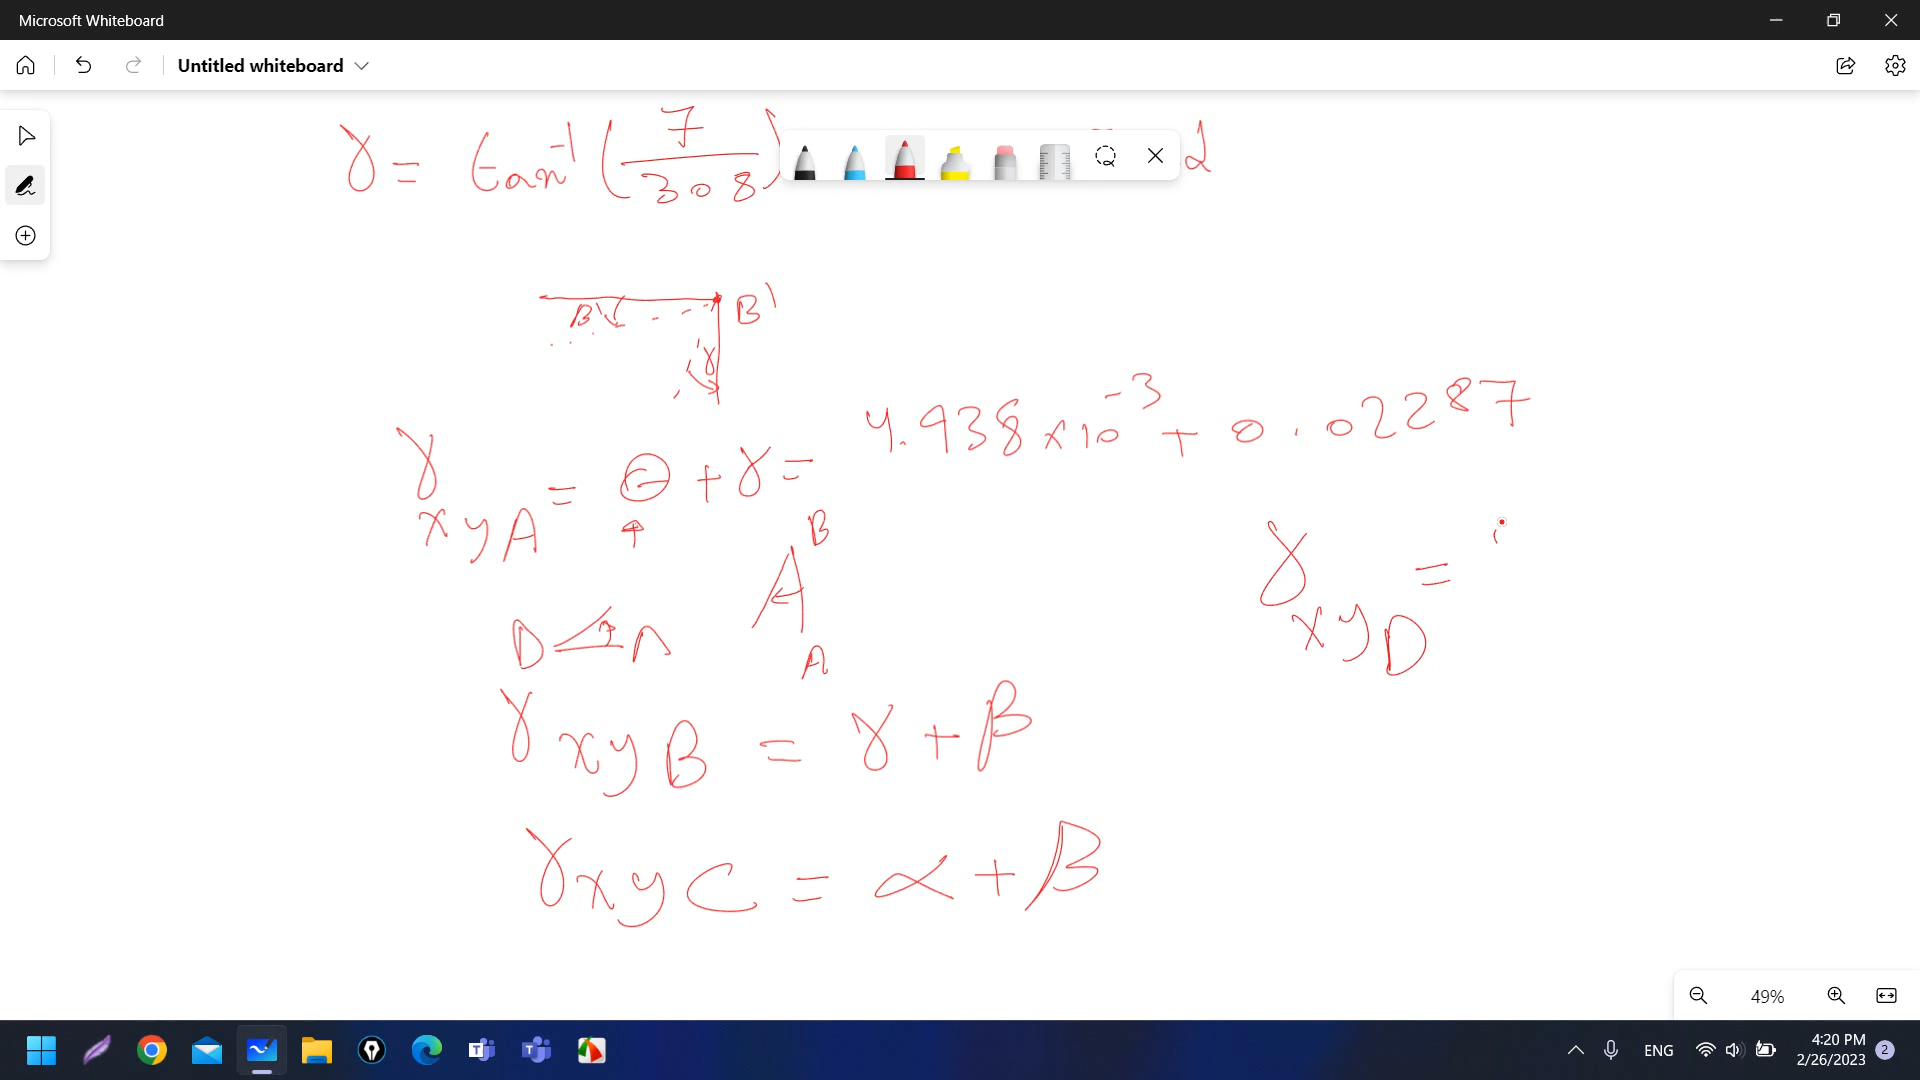 Microsoft Whiteboard
Untitled whiteboard
γ = tan⁻¹ (7/308)
B'
β
γ
γxyA = θ + γ = 4.938 × 10⁻³ + 0.02287
B
A
D A
γxyD =
γxyB = γ + β
γxyC = α + β
49%
ENG
4:20 PM
2/26/2023
2